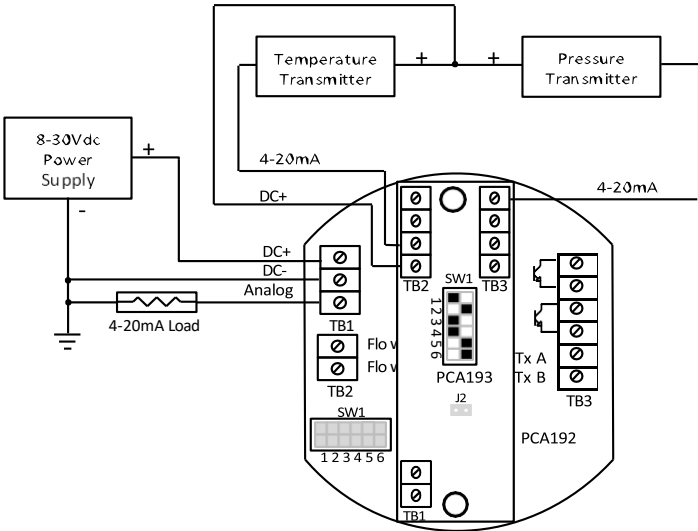 Temperature
Transmitter
+
+
Pressure
Transmitter
8-30Vdc
Power
Supply
+
-
4-20mA
DC+
4-20mA
DC+
DC-
Analog
4-20mA Load
TB1
TB2
SW1
TB3
1 2 3 4 5 6
Flo w
Flo w
TB2
PCA193
J2
Tx A
Tx B
TB3
SW1
1 2 3 4 5 6
PCA192
TB1